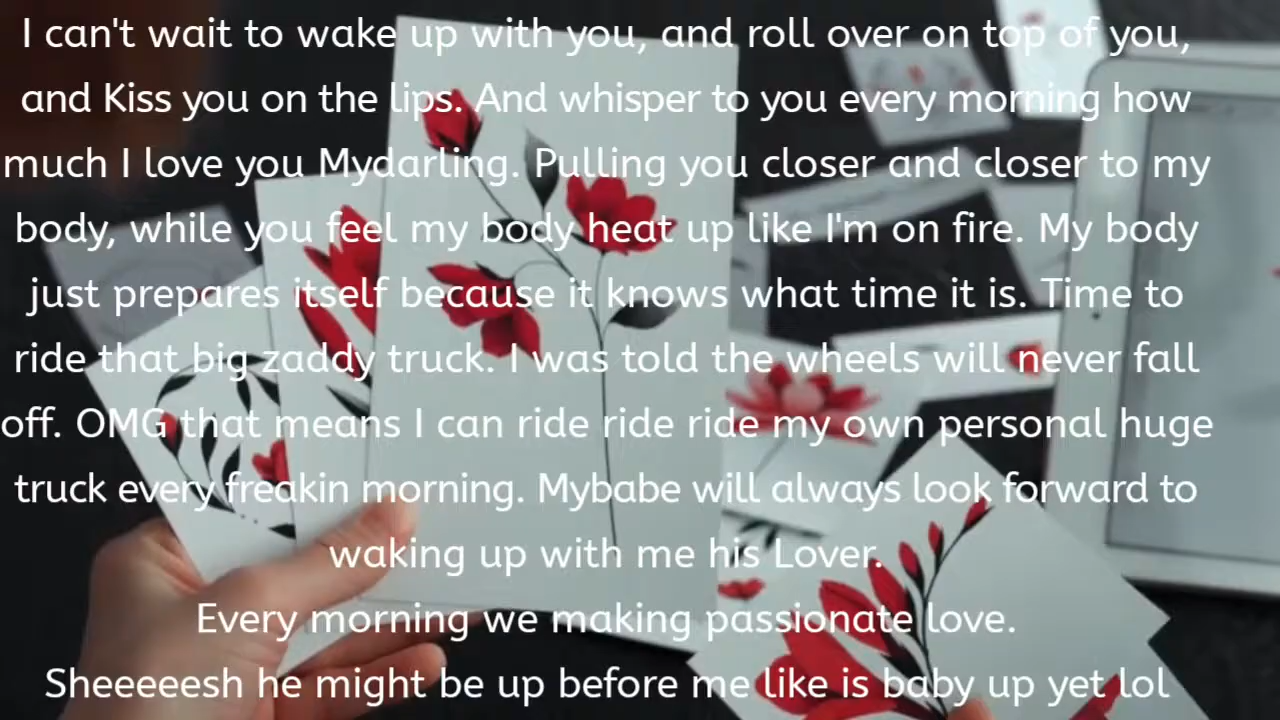 I can't wait to wake up with you, and roll over on top of you,
and Kiss you on the lips. And whisper to you every morning how
much I love you Mydarling. Pulling you closer and closer to my
body, while you feel my body heat up like I'm on fire. My body
just prepares itself because it knows what time it is. Time to
ride that big zaddy truck. I was told the wheels will never fall
off. OMG that means I can ride ride ride my own personal huge
truck every freakin morning. Mybabe will always look forward to
waking up with me his Lover.
Every morning we making passionate love.
Sheeeeesh he might be up before me like is baby up yet lol